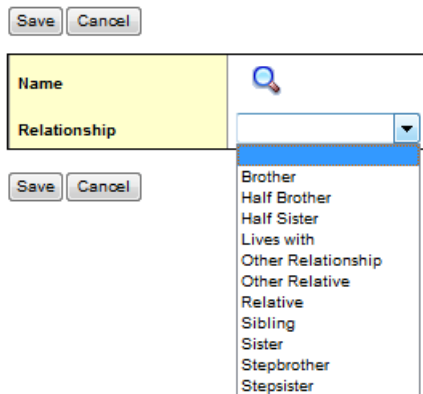 Save Cancel
Name
Relationship
Brother
Half Brother
Half Sister
Lives with
Other Relationship
Other Relative
Relative
Sibling
Sister
Stepbrother
Stepsister
Save Cancel